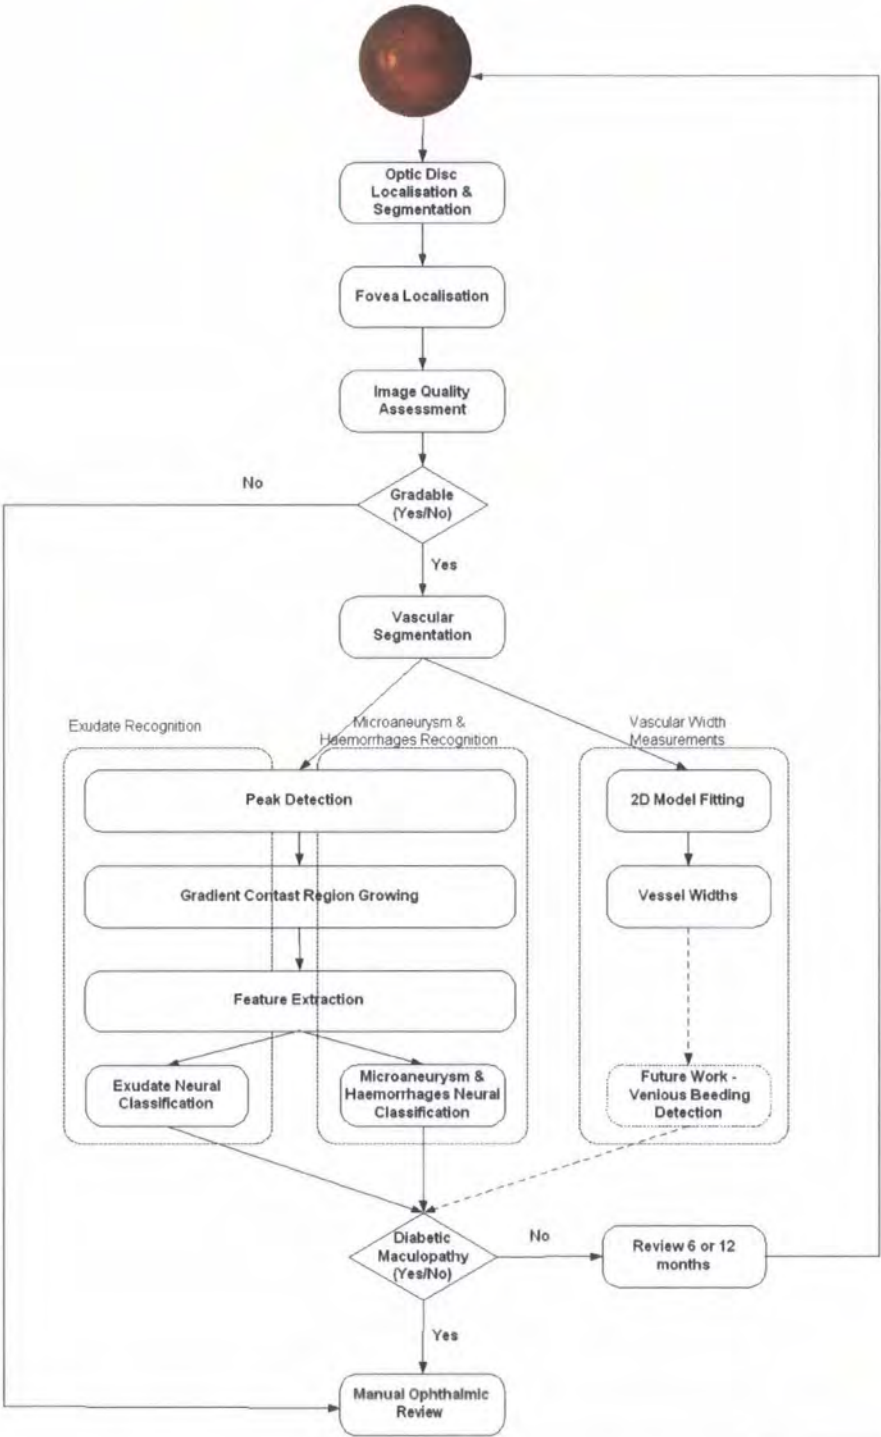 Optic Disc
Localisation &
Segmentation
Fovea Localisation
Image Quality
Assessment
No
Gradable
(Yes/No)
Yes
Vascular
Segmentation
Exudate Recognition
Microaneurysm &
Haemorrhages Recognition
Vascular Width
Measurements
Peak Detection
2D Model Fitting
Gradient Contast Region Growing
Vessel Widths
Feature Extraction
Exudate Neural
Classification
Microaneurysm &
Haemorrhages Neural
Classification
Future Work -
Venious Beeding
Detection
Diabetic
Maculopathy
(Yes/No)
No
Review 6 or 12
months
Yes
Manual Ophthalmic
Review